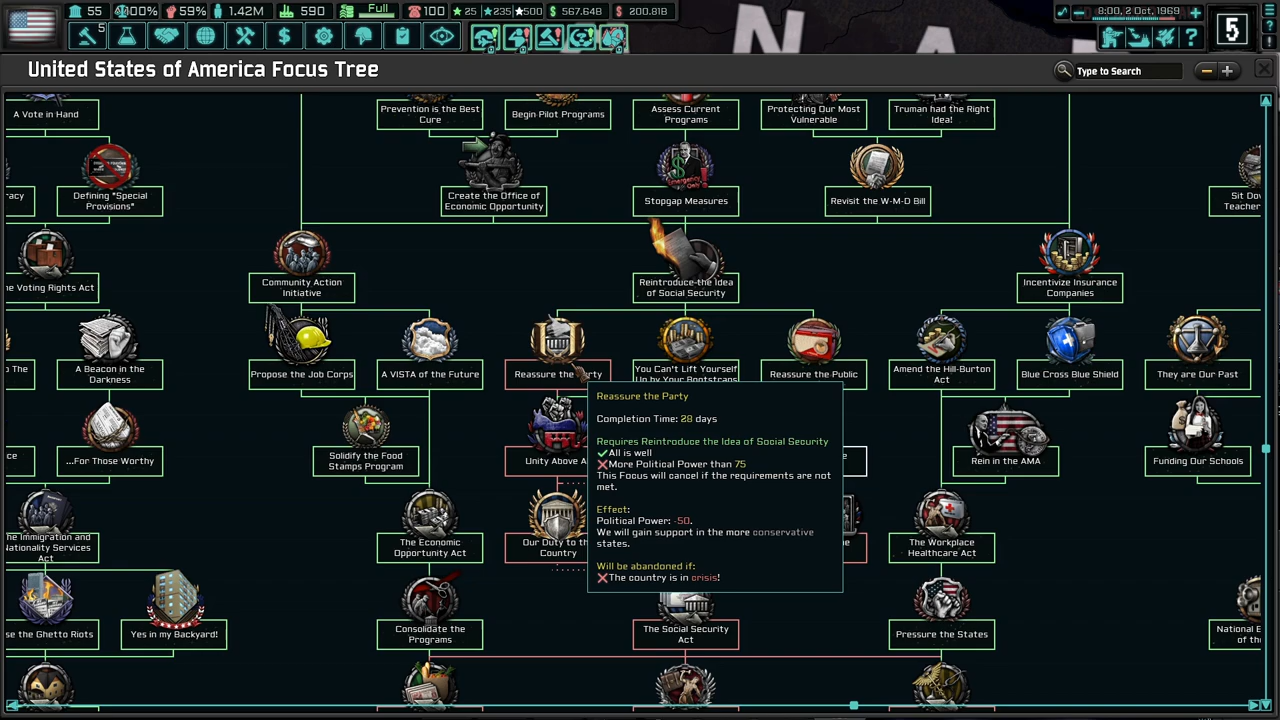 55 100% 59% 1.42M 590 Full 100 25 235 500 $ 567.648 $ 200.818 8:00, 2 Oct, 1969
5
5
United States of America Focus Tree
Type to Search
A Vote in Hand
Prevention is the Best
Cure
Begin Pilot Programs
Assess Current
Programs
Protecting Our Most
Vulnerable
Truman had the Right
Idea!
racy
Defining "Special
Provisions"
Create the Office of
Economic Opportunity
Stopgap Measures
Emergency
Only
Revisit the W-M-D Bill
Sit Do
Teacher
he Voting Rights Act
Community Action
Initiative
Reintroduce the Idea
of Social Security
Incentivize Insurance
Companies
To The
A Beacon in the
Darkness
Propose the Job Corps
A VISTA of the Future
Reassure the Party
You Can't Lift Yourself
Up by Your Bootstraps
Reassure the Public
Amend the Hill-Burton
Act
Blue Cross Blue Shield
They are Our Past
Reassure the Party
Completion Time: 28 days
Requires Reintroduce the Idea of Social Security
All is well
More Political Power than 75
This Focus will cancel if the requirements are not
met.
Effect:
Political Power: -50.
We will gain support in the more conservative
states.
Will be abandoned if:
The country is in crisis!
ce
...For Those Worthy
Solidify the Food
Stamps Program
Unity Above A
Rein in the AMA
Funding Our Schools
he Immigration and
Nationality Services
Act
The Economic
Opportunity Act
Our Duty to th
Country
he
The Workplace
Healthcare Act
se the Ghetto Riots
Yes in my Backyard!
Consolidate the
Programs
The Social Security
Act
Pressure the States
National E
of the